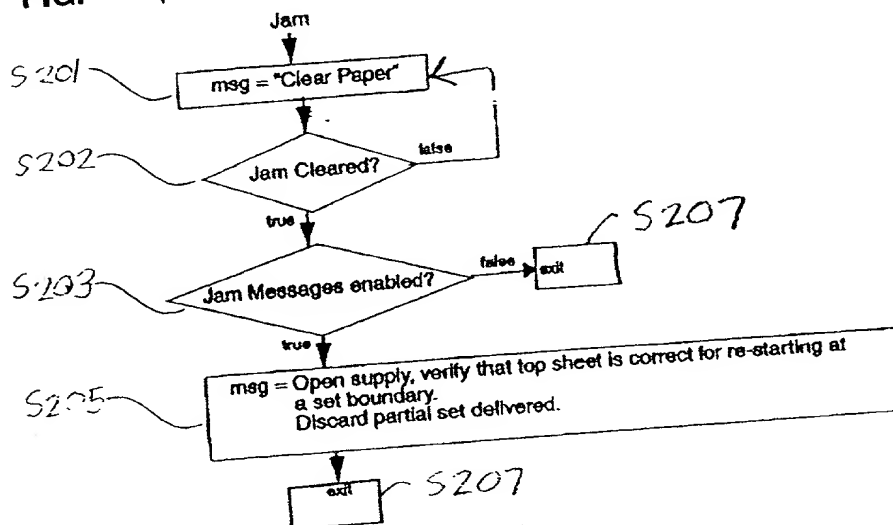 Jam
S201
msg = "Clear Paper"
S202
Jam Cleared?
false
true
S207
S203
Jam Messages enabled?
false
exit
true
S205
msg = Open supply, verify that top sheet is correct for re-starting at
a set boundary.
Discard partial set delivered.
exit
S207